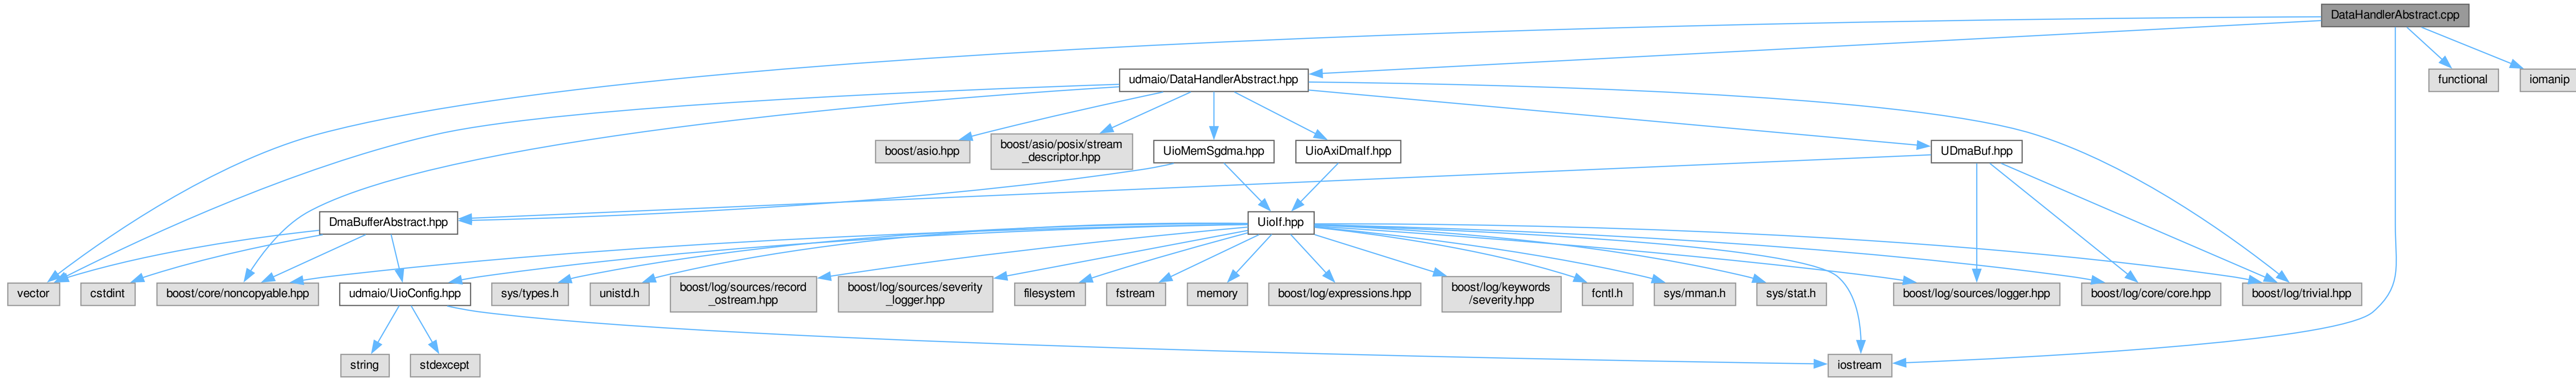 DataHandlerAbstract.cpp
udmaio/DataHandlerAbstract.hpp
functional
iomanip
boost/asio.hpp
boost/asio/posix/stream
_descriptor.hpp
UioMemSgdma.hpp
UioAxiDmaIf.hpp
UDmaBuf.hpp
DmaBufferAbstract.hpp
UioIf.hpp
vector
cstdint
boost/core/noncopyable.hpp
udmaio/UioConfig.hpp
sys/types.h
unistd.h
boost/log/sources/record
_ostream.hpp
boost/log/sources/severity
_logger.hpp
filesystem
fstream
memory
boost/log/expressions.hpp
boost/log/keywords
/severity.hpp
fcntl.h
sys/mman.h
sys/stat.h
boost/log/sources/logger.hpp
boost/log/core/core.hpp
boost/log/trivial.hpp
string
stdexcept
iostream